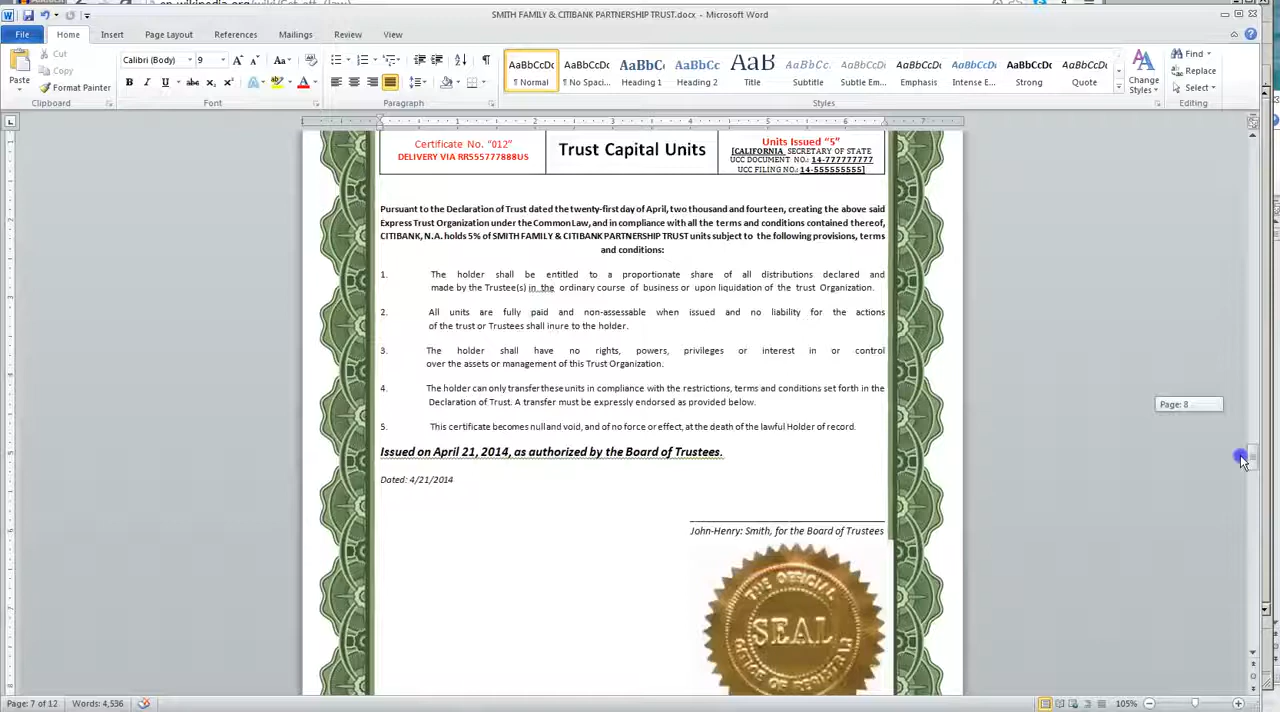 en.wikipedia.org/wiki/Set-off_(law)
SMITH FAMILY & CITIBANK PARTNERSHIP TRUST.docx - Microsoft Word
File Home Insert Page Layout References Mailings Review View
Paste
Cut
Copy
Format Painter
Clipboard
Calibri (Body) 9
Font
Paragraph
AaBbCcDc AaBbCcDc AaBbC AaBbCc AaB AaBbCc. AaBbCcDc AaBbCcDc AaBbCcDc AaBbCcDc
¶ Normal ¶ No Spaci... Heading 1 Heading 2 Title Subtitle Subtle Em... Emphasis Intense E... Strong Quote
Change Styles
Styles
Find
Replace
Select
Editing
Certificate No. “012”
DELIVERY VIA RR555777888US
Trust Capital Units
Units Issued “5”
[CALIFORNIA SECRETARY OF STATE
UCC DOCUMENT NO.: 14-777777777
UCC FILING NO.: 14-555555555]
Pursuant to the Declaration of Trust dated the twenty-first day of April, two thousand and fourteen, creating the above said
Express Trust Organization under the Common Law, and in compliance with all the terms and conditions contained thereof,
CITIBANK, N.A. holds 5% of SMITH FAMILY & CITIBANK PARTNERSHIP TRUST units subject to the following provisions, terms
and conditions:
1. The holder shall be entitled to a proportionate share of all distributions declared and
made by the Trustee(s) in the ordinary course of business or upon liquidation of the trust Organization.
2. All units are fully paid and non-assessable when issued and no liability for the actions
of the trust or Trustees shall inure to the holder.
3. The holder shall have no rights, powers, privileges or interest in or control
over the assets or management of this Trust Organization.
4. The holder can only transfer these units in compliance with the restrictions, terms and conditions set forth in the
Declaration of Trust. A transfer must be expressly endorsed as provided below.
5. This certificate becomes null and void, and of no force or effect, at the death of the lawful Holder of record.
Issued on April 21, 2014, as authorized by the Board of Trustees.
Dated: 4/21/2014
John-Henry: Smith, for the Board of Trustees
THE OFFICIAL
SEAL
OFFICE OF REGISTRAR
Page: 8
Page: 7 of 12 Words: 4,536
105%